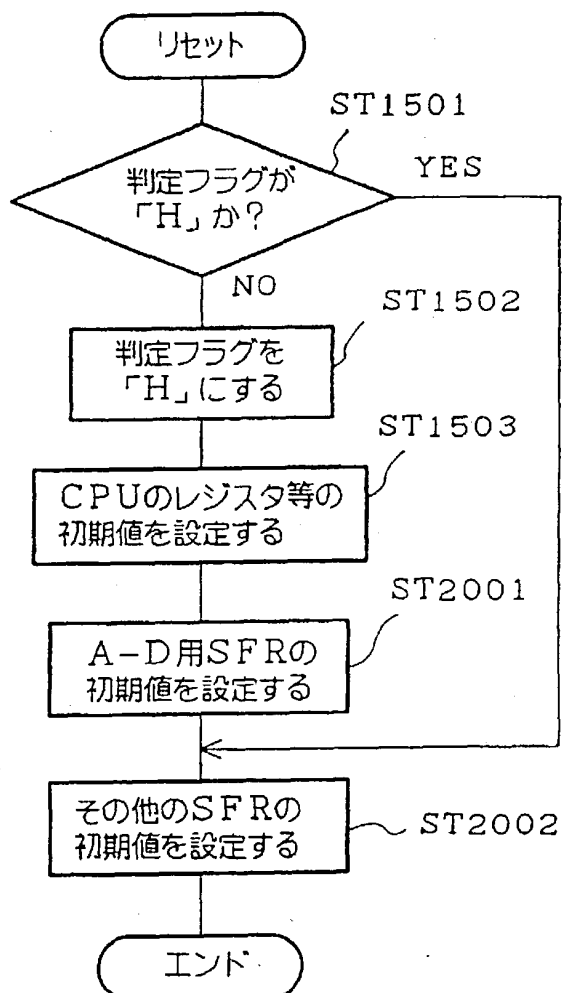 リセット
ST1501
判定フラグが
「H」か?
YES
NO
ST1502
判定フラグを
「H」にする
ST1503
CPUのレジスタ等の
初期値を設定する
ST2001
A-D用SFRの
初期値を設定する
その他のSFRの
初期値を設定する
ST2002
エンド